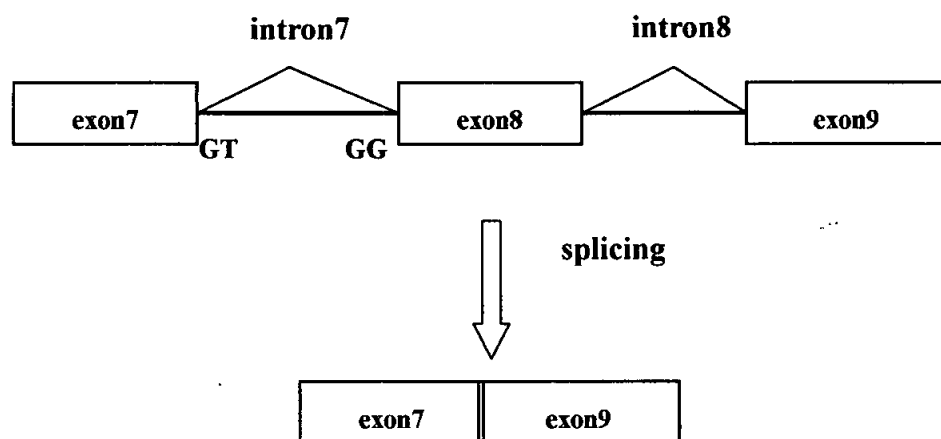 intron7 intron8
exon7 exon8 exon9
GT GG
splicing
exon7 exon9